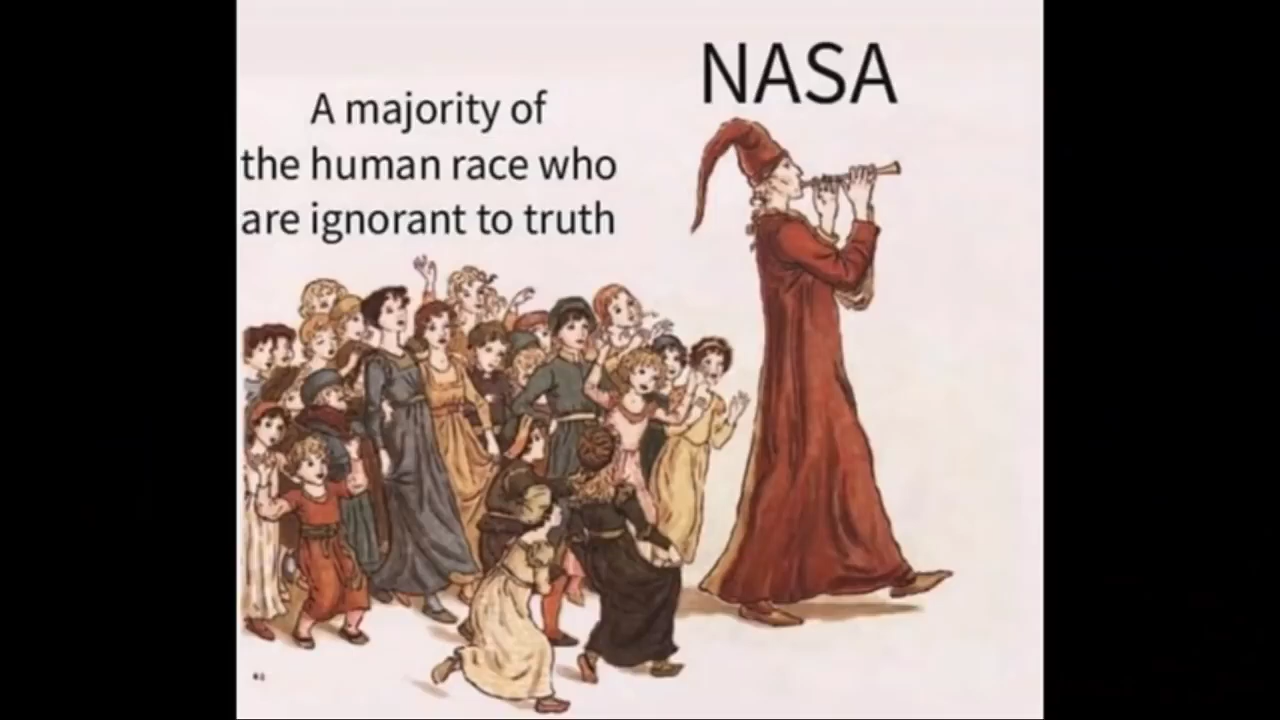 NASA
A majority of
the human race who
are ignorant to truth